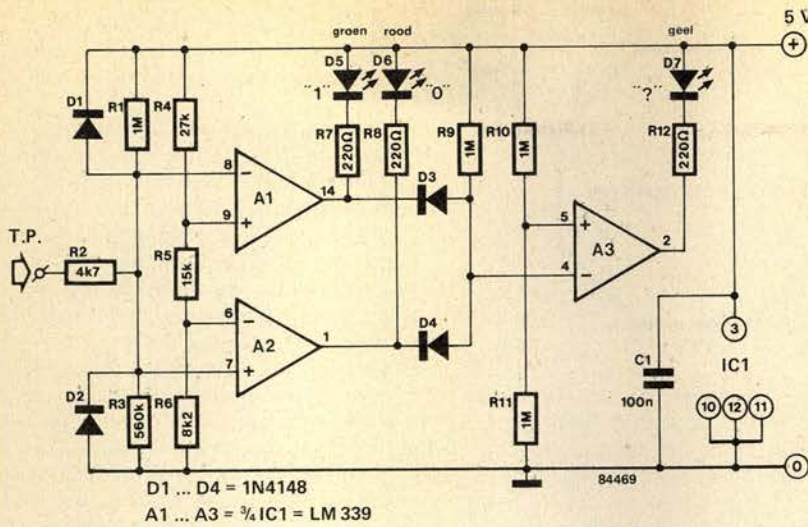 5 V
+
groen
rood
geel
D5
D6
D7
"1"
"0"
"?"
D1
R1
1M
R4
27k
R7
220Ω
R8
220Ω
R9
1M
R10
1M
R12
220Ω
8
-
A1
14
9
+
D3
5
+
A3
2
4
-
T.P.
R2
4k7
R5
15k
6
-
A2
1
7
+
D4
3
IC1
C1
100n
D2
R3
560k
R6
8k2
R11
1M
10
12
11
0
84469
D1 ... D4 = 1N4148
A1 ... A3 = ¾ IC1 = LM 339